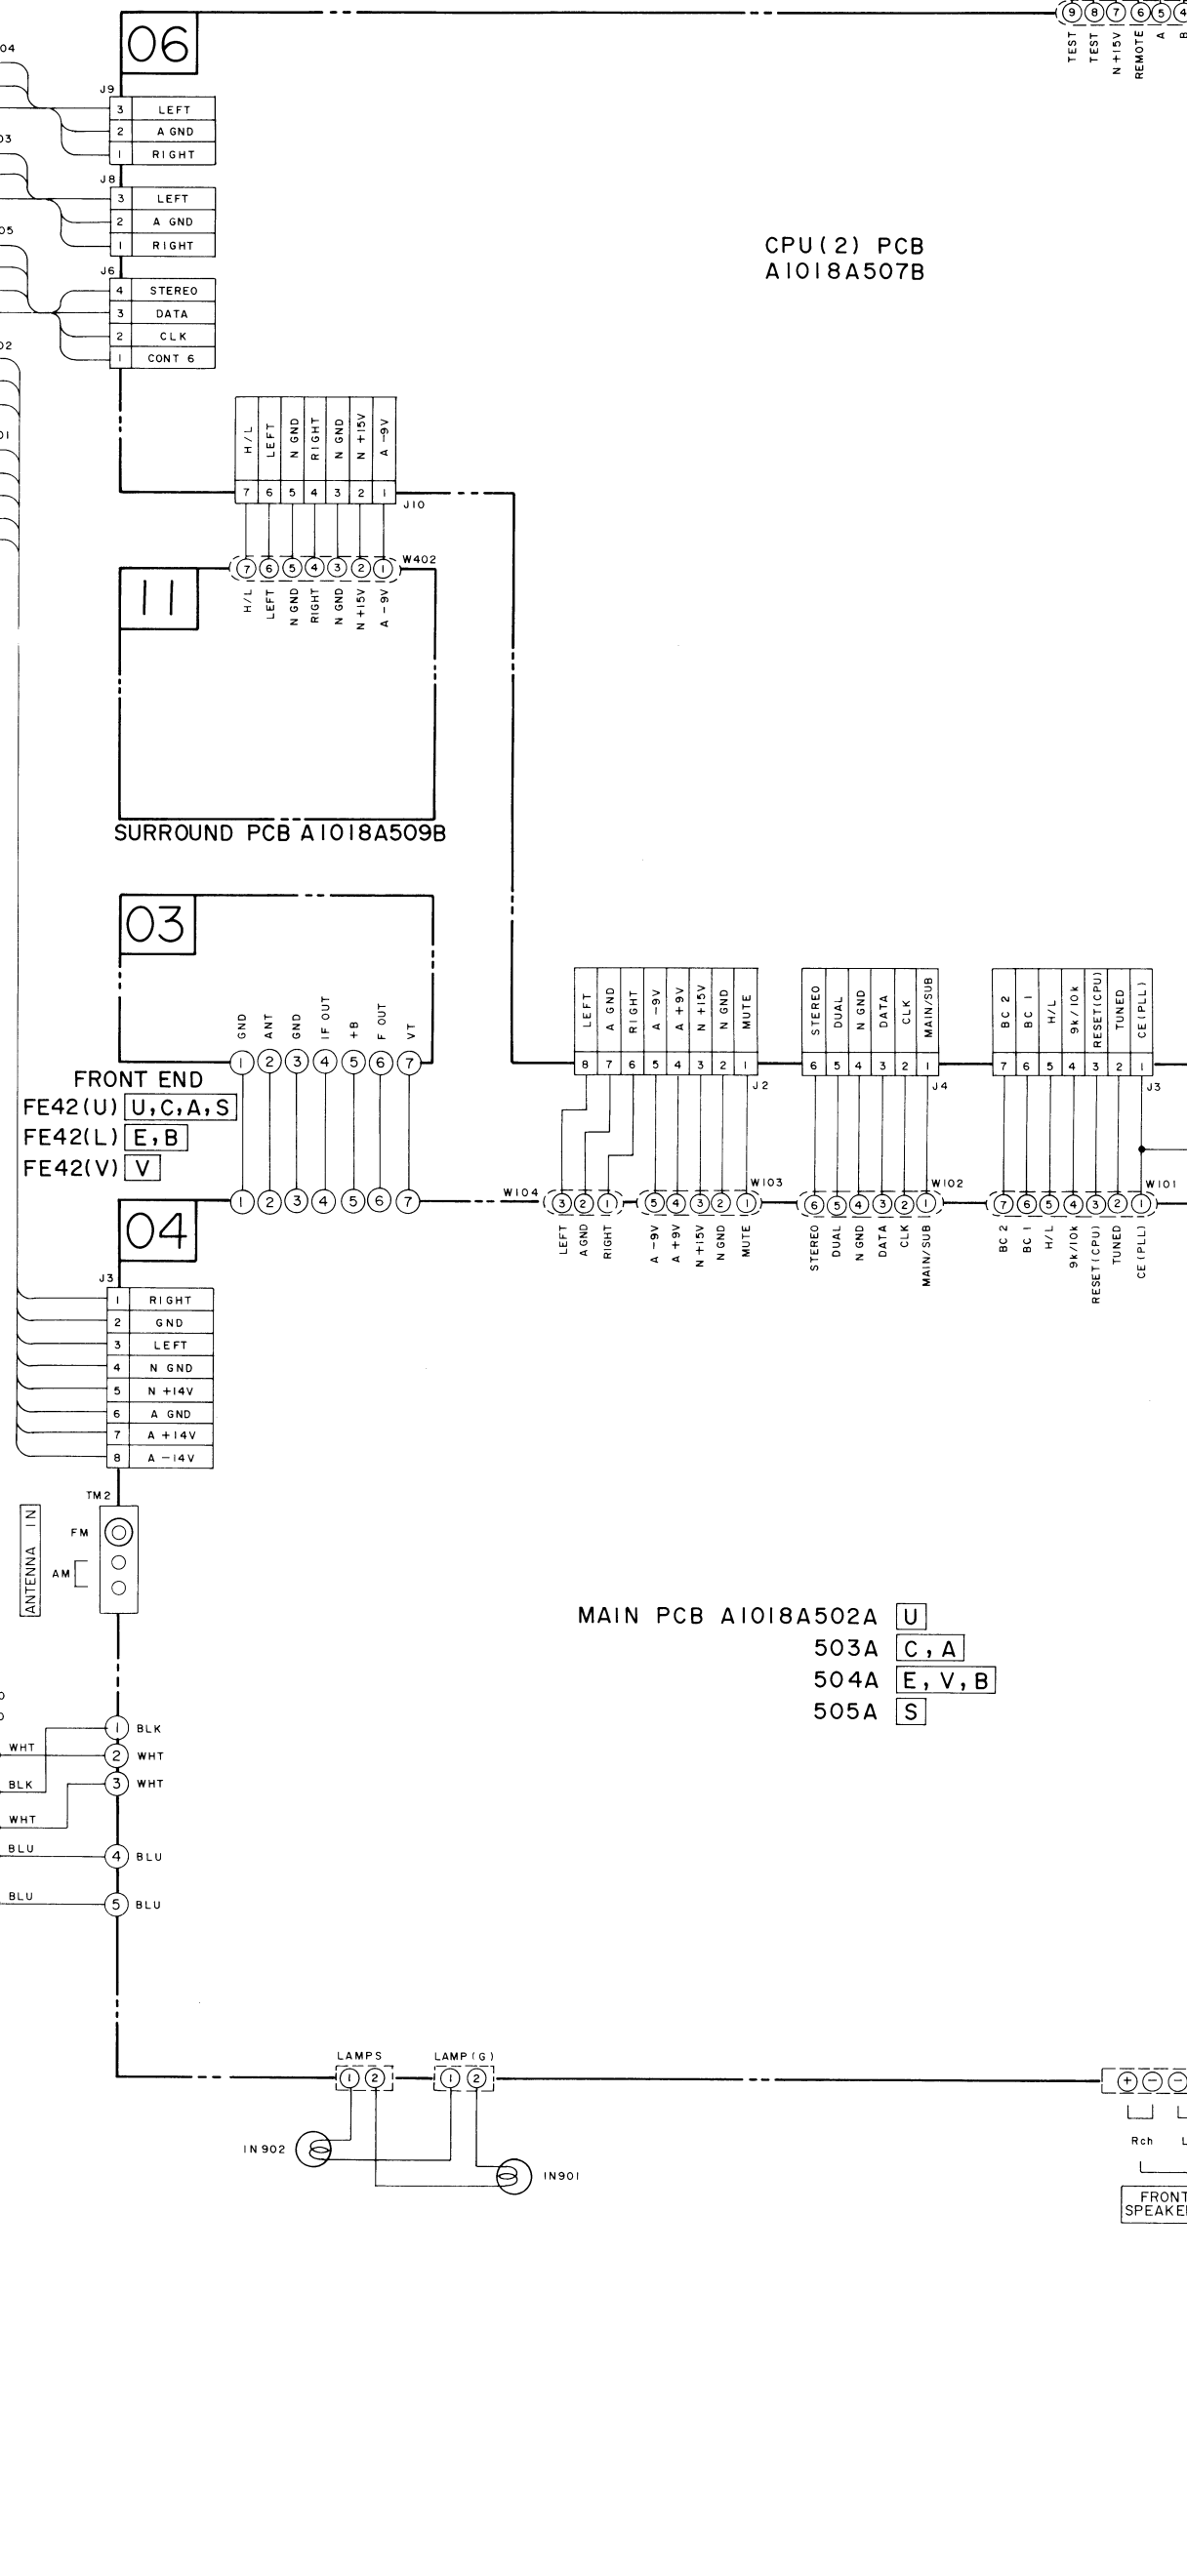 06
9 8 7 6 5 4
TEST TEST N+15V REMOTE A
04
J9
3 LEFT
2 A GND
1 RIGHT
03
J8
3 LEFT
2 A GND
1 RIGHT
05
J6
4 STEREO
3 DATA
2 CLK
1 CONT 6
02
01
CPU(2) PCB
A1018A507B
H/L LEFT N GND RIGHT N GND N +15V A -9V
7 6 5 4 3 2 1
J10
W402
7 6 5 4 3 2 1
H/L LEFT N GND RIGHT N GND N+15V A -9V
11
SURROUND PCB A1018A509B
03
GND ANT GND IF OUT +B F OUT VT
1 2 3 4 5 6 7
FRONT END
FE42(U) U,C,A,S
FE42(L) E,B
FE42(V) V
1 2 3 4 5 6 7
LEFT A GND RIGHT A -9V A +9V N +15V N GND MUTE
8 7 6 5 4 3 2 1
J2
STEREO DUAL N GND DATA CLK MAIN/SUB
6 5 4 3 2 1
J4
BC 2 BC 1 H/L 9k/10k RESET(CPU) TUNED CE(PLL)
7 6 5 4 3 2 1
J3
W104
3 2 1
LEFT A GND RIGHT
W103
5 4 3 2 1
A -9V A +9V N +15V N GND MUTE
W102
6 5 4 3 2 1
STEREO DUAL N GND DATA CLK MAIN/SUB
W101
7 6 5 4 3 2 1
BC 2 BC 1 H/L 9k/10k RESET(CPU) TUNED CE(PLL)
04
J3
1 RIGHT
2 GND
3 LEFT
4 N GND
5 N +14V
6 A GND
7 A +14V
8 A -14V
TM2
ANTENNA IN
FM
AM
MAIN PCB A1018A502A U
503A C,A
504A E,V,B
505A S
1 BLK
WHT 2 WHT
3 WHT
BLK
WHT
BLU 4 BLU
BLU 5 BLU
LAMPS
1 2
LAMP(G)
1 2
IN902
IN901
+ - -
Rch L
FRONT